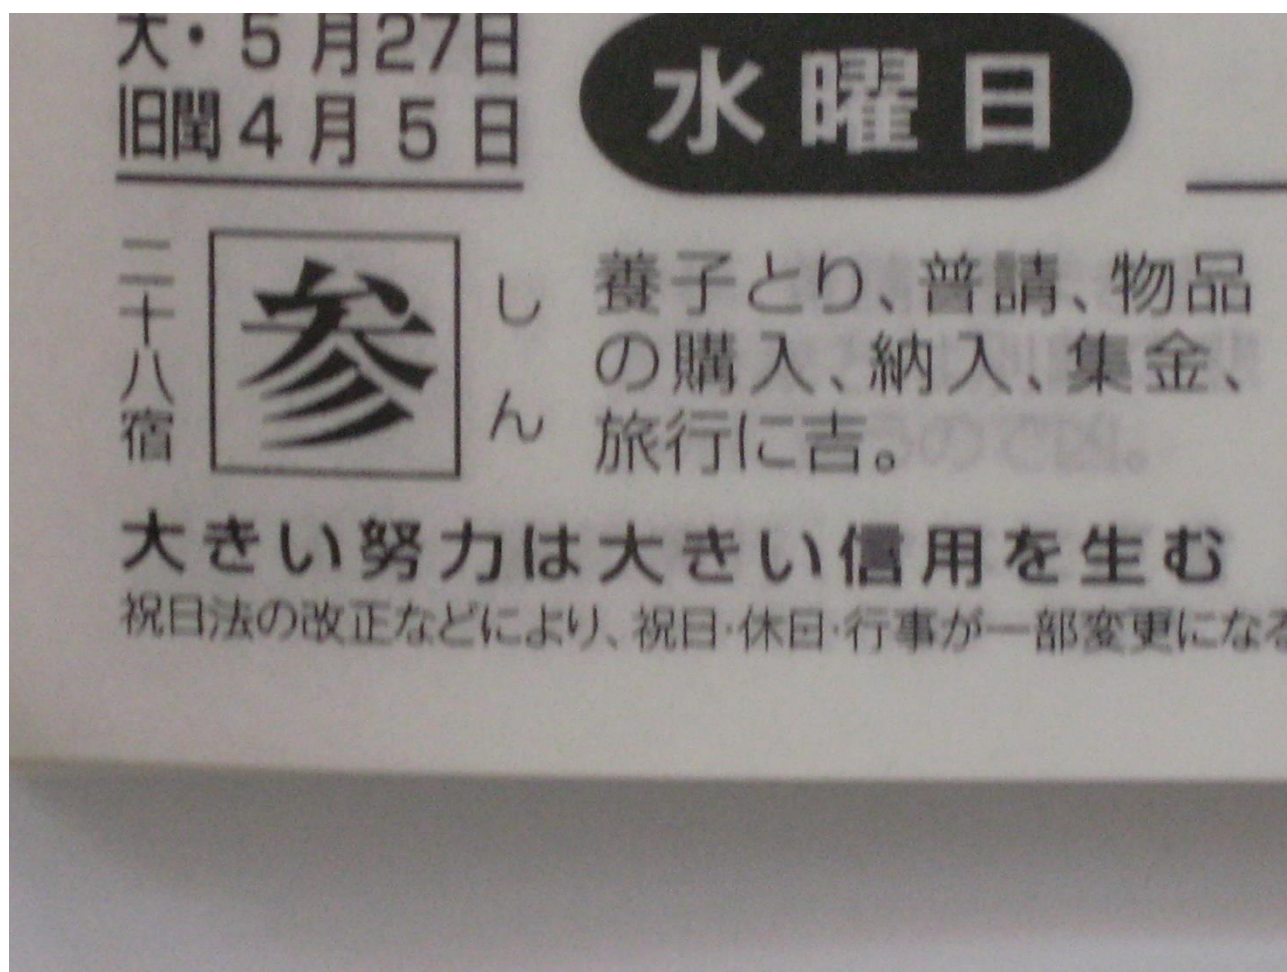 大・5月27日
旧閏4月5日
水曜日
二十八宿
参
しん
養子とり、普請、物品
の購入、納入、集金、
旅行に吉。
大きい努力は大きい信用を生む
祝日法の改正などにより、祝日・休日・行事が一部変更になる